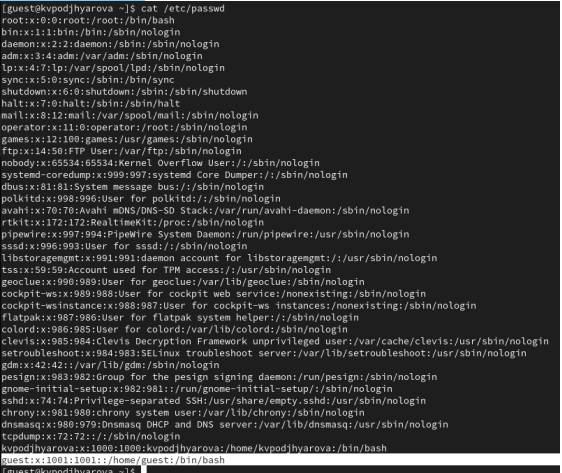 [guest@kvpodjhyarova ~]$ cat /etc/passwd
root:x:0:0:root:/root:/bin/bash
bin:x:1:1:bin:/bin:/sbin/nologin
daemon:x:2:2:daemon:/sbin:/sbin/nologin
adm:x:3:4:adm:/var/adm:/sbin/nologin
lp:x:4:7:lp:/var/spool/lpd:/sbin/nologin
sync:x:5:0:sync:/sbin:/bin/sync
shutdown:x:6:0:shutdown:/sbin:/sbin/shutdown
halt:x:7:0:halt:/sbin:/sbin/halt
mail:x:8:12:mail:/var/spool/mail:/sbin/nologin
operator:x:11:0:operator:/root:/sbin/nologin
games:x:12:100:games:/usr/games:/sbin/nologin
ftp:x:14:50:FTP User:/var/ftp:/sbin/nologin
nobody:x:65534:65534:Kernel Overflow User:/:/sbin/nologin
systemd-coredump:x:999:997:systemd Core Dumper:/:/sbin/nologin
dbus:x:81:81:System message bus:/:/sbin/nologin
polkitd:x:998:996:User for polkitd:/:/sbin/nologin
avahi:x:70:70:Avahi mDNS/DNS-SD Stack:/var/run/avahi-daemon:/sbin/nologin
rtkit:x:172:172:RealtimeKit:/proc:/sbin/nologin
pipewire:x:997:994:PipeWire System Daemon:/run/pipewire:/usr/sbin/nologin
sssd:x:996:993:User for sssd:/:/sbin/nologin
libstoragemgmt:x:991:991:daemon account for libstoragemgmt:/:/usr/sbin/nologin
tss:x:59:59:Account used for TPM access:/:/usr/sbin/nologin
geoclue:x:990:989:User for geoclue:/var/lib/geoclue:/sbin/nologin
cockpit-ws:x:989:988:User for cockpit web service:/nonexisting:/sbin/nologin
cockpit-wsinstance:x:988:987:User for cockpit-ws instances:/nonexisting:/sbin/nologin
flatpak:x:987:986:User for flatpak system helper:/:/sbin/nologin
colord:x:986:985:User for colord:/var/lib/colord:/sbin/nologin
clevis:x:985:984:Clevis Decryption Framework unprivileged user:/var/cache/clevis:/usr/sbin/nologin
setroubleshoot:x:984:983:SELinux troubleshoot server:/var/lib/setroubleshoot:/usr/sbin/nologin
gdm:x:42:42::/var/lib/gdm:/sbin/nologin
pesign:x:983:982:Group for the pesign signing daemon:/run/pesign:/sbin/nologin
gnome-initial-setup:x:982:981::/run/gnome-initial-setup/:/sbin/nologin
sshd:x:74:74:Privilege-separated SSH:/usr/share/empty.sshd:/usr/sbin/nologin
chrony:x:981:980:chrony system user:/var/lib/chrony:/sbin/nologin
dnsmasq:x:980:979:Dnsmasq DHCP and DNS server:/var/lib/dnsmasq:/usr/sbin/nologin
tcpdump:x:72:72::/:/sbin/nologin
kvpodjhyarova:x:1000:1000:kvpodjhyarova:/home/kvpodjhyarova:/bin/bash
guest:x:1001:1001::/home/guest:/bin/bash
[guest@kvpodjhyarova ~]$